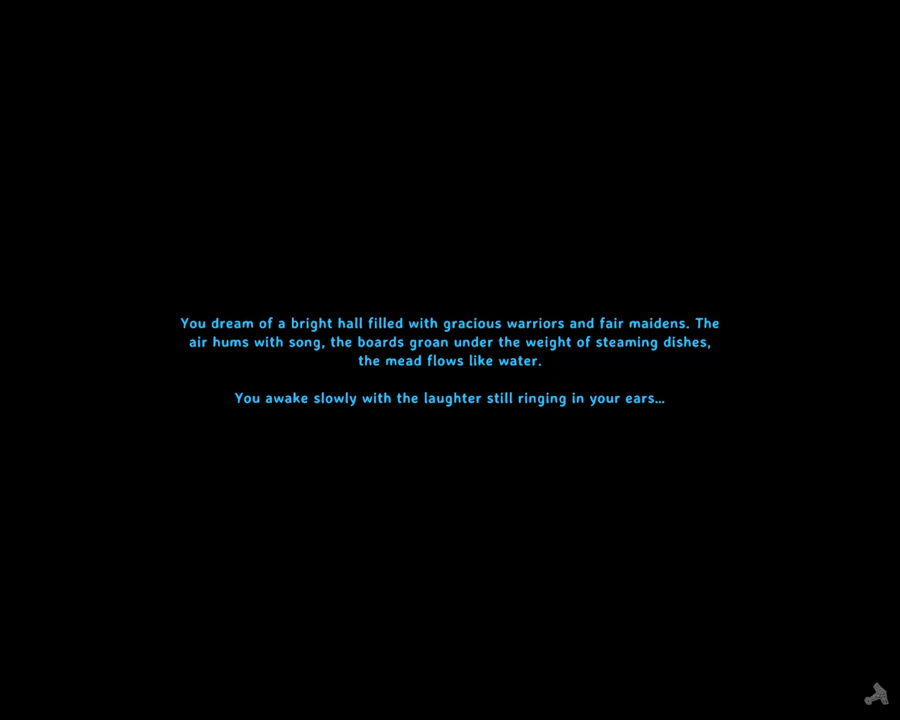 You dream of a bright hall filled with gracious warriors and fair maidens. The
air hums with song, the boards groan under the weight of steaming dishes,
the mead flows like water.
You awake slowly with the laughter still ringing in your ears...